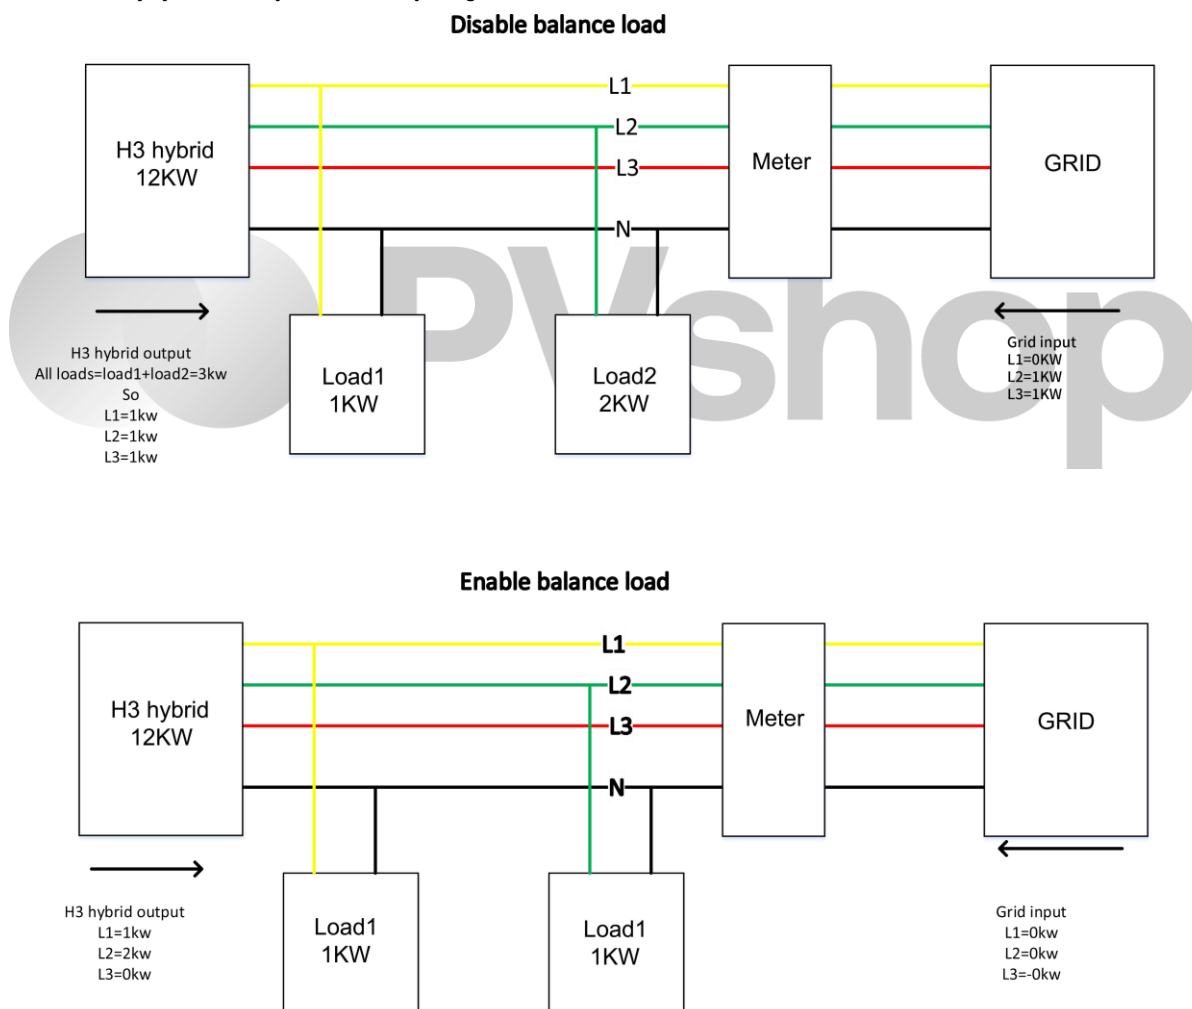 Disable balance load
L1
L2
L3
N
H3 hybrid
12KW
Meter
GRID
PVshop
H3 hybrid output
All loads=load1+load2=3kw
So
L1=1kw
L2=1kw
L3=1kw
Load1
1KW
Load2
2KW
Grid input
L1=0KW
L2=1KW
L3=1KW
Enable balance load
L1
L2
L3
N
H3 hybrid
12KW
Meter
GRID
H3 hybrid output
L1=1kw
L2=2kw
L3=0kw
Load1
1KW
Load1
1KW
Grid input
L1=0kw
L2=0kw
L3=-0kw